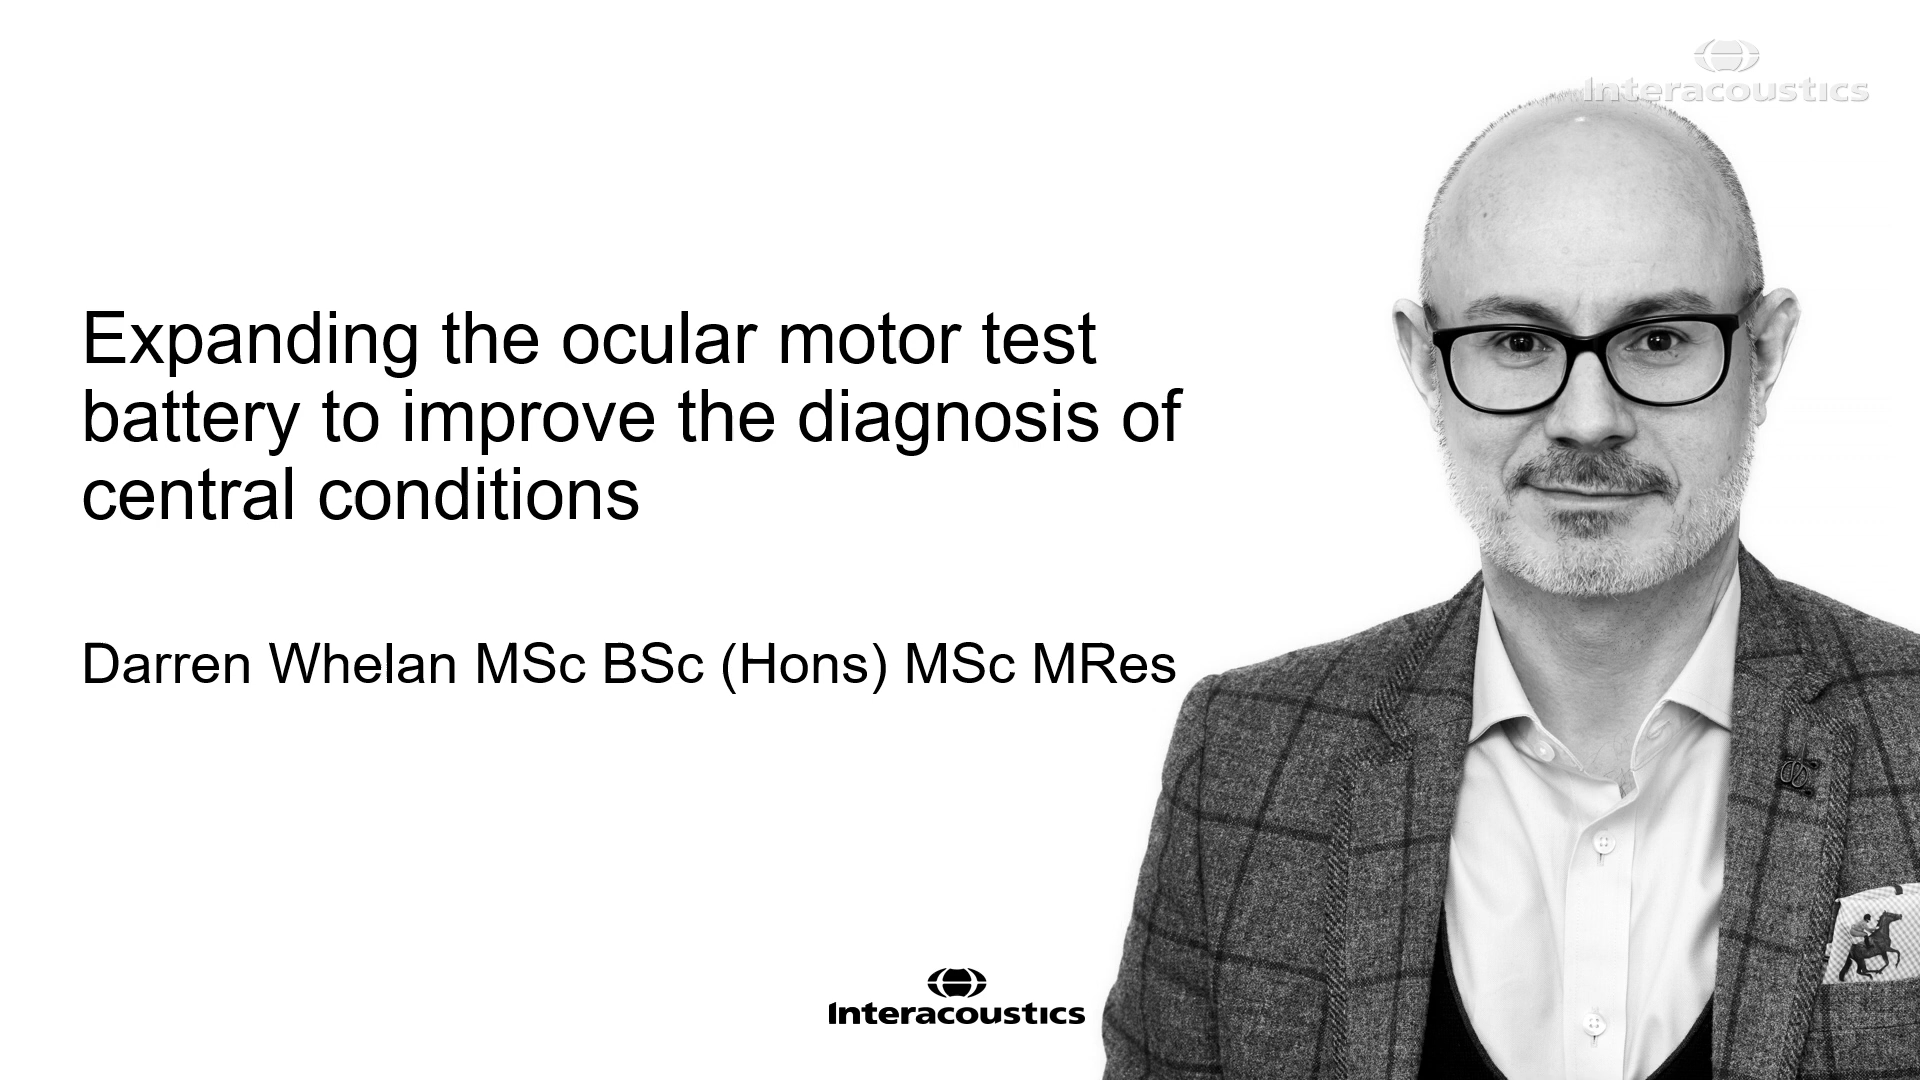 Interacoustics
Expanding the ocular motor test
battery to improve the diagnosis of
central conditions
Darren Whelan MSc BSc (Hons) MSc MRes
Interacoustics